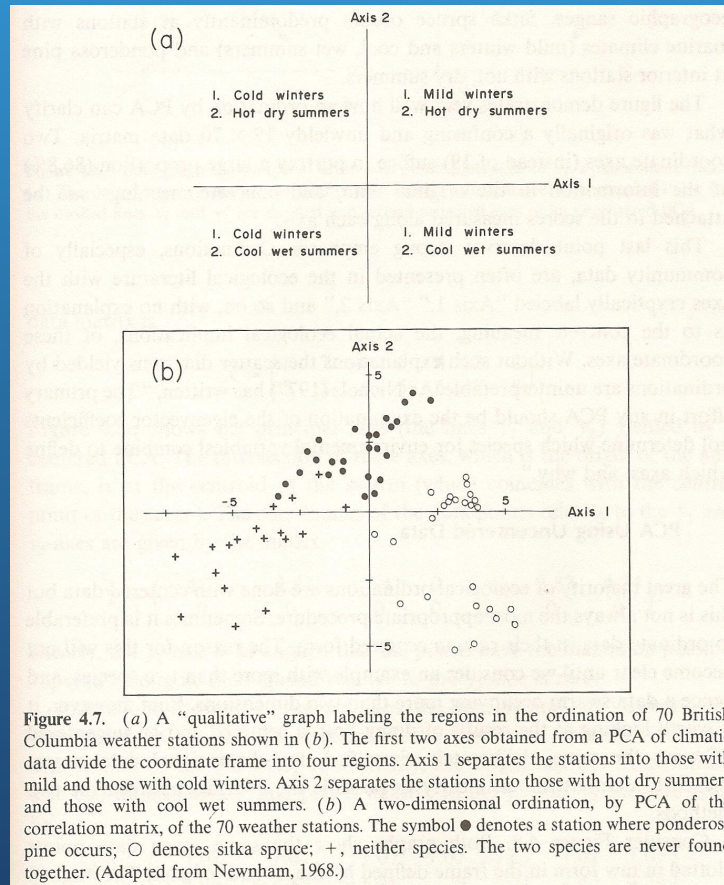 (a)
Axis 2
1. Cold winters
2. Hot dry summers
1. Mild winters
2. Hot dry summers
Axis 1
1. Cold winters
2. Cool wet summers
1. Mild winters
2. Cool wet summers
(b)
Axis 2
5
-5
5
Axis 1
-5
Figure 4.7. (a) A “qualitative” graph labeling the regions in the ordination of 70 British
Columbia weather stations shown in (b). The first two axes obtained from a PCA of climati
data divide the coordinate frame into four regions. Axis 1 separates the stations into those with
mild and those with cold winters. Axis 2 separates the stations into those with hot dry summer
and those with cool wet summers. (b) A two-dimensional ordination, by PCA of th
correlation matrix, of the 70 weather stations. The symbol ● denotes a station where ponderos
pine occurs; ○ denotes sitka spruce; +, neither species. The two species are never foun
together. (Adapted from Newnham, 1968.)